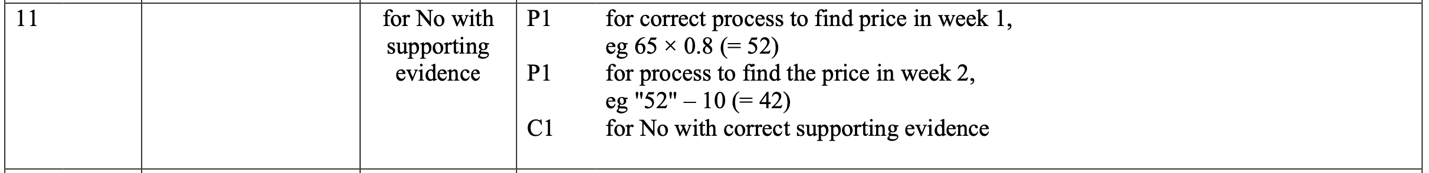 11 for No with P1 for correct process to find price in week 1,
supporting eg 65 × 0.8 (= 52)
evidence P1 for process to find the price in week 2,
eg "52" – 10 (= 42)
C1 for No with correct supporting evidence